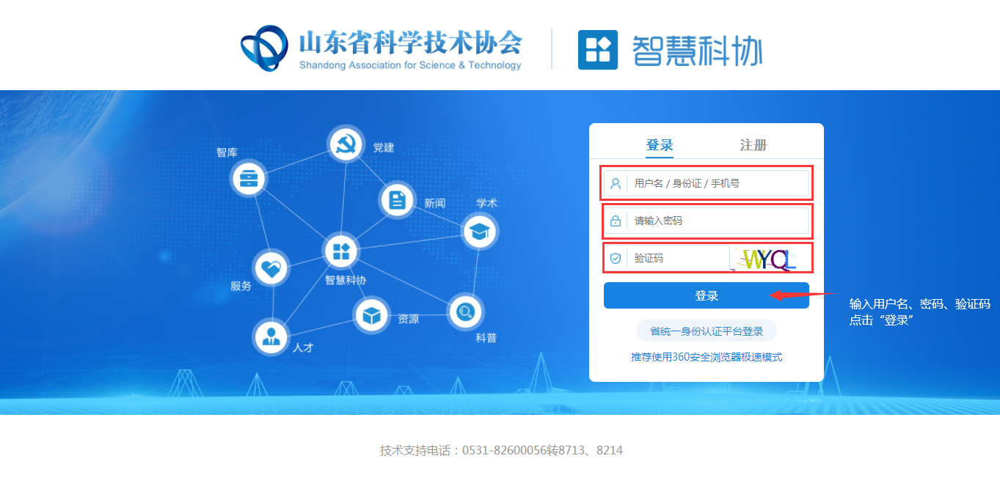 山东省科学技术协会
Shandong Association for Science & Technology
智慧科协
登录
注册
用户名 / 身份证 / 手机号
请输入密码
验证码
WYQL
登录
省统一身份认证平台登录
推荐使用360安全浏览器极速模式
输入用户名、密码、验证码
点击“登录”
党建
智库
新闻
学术
智慧科协
服务
资源
科普
人才
技术支持电话：0531-82600056转8713、8214